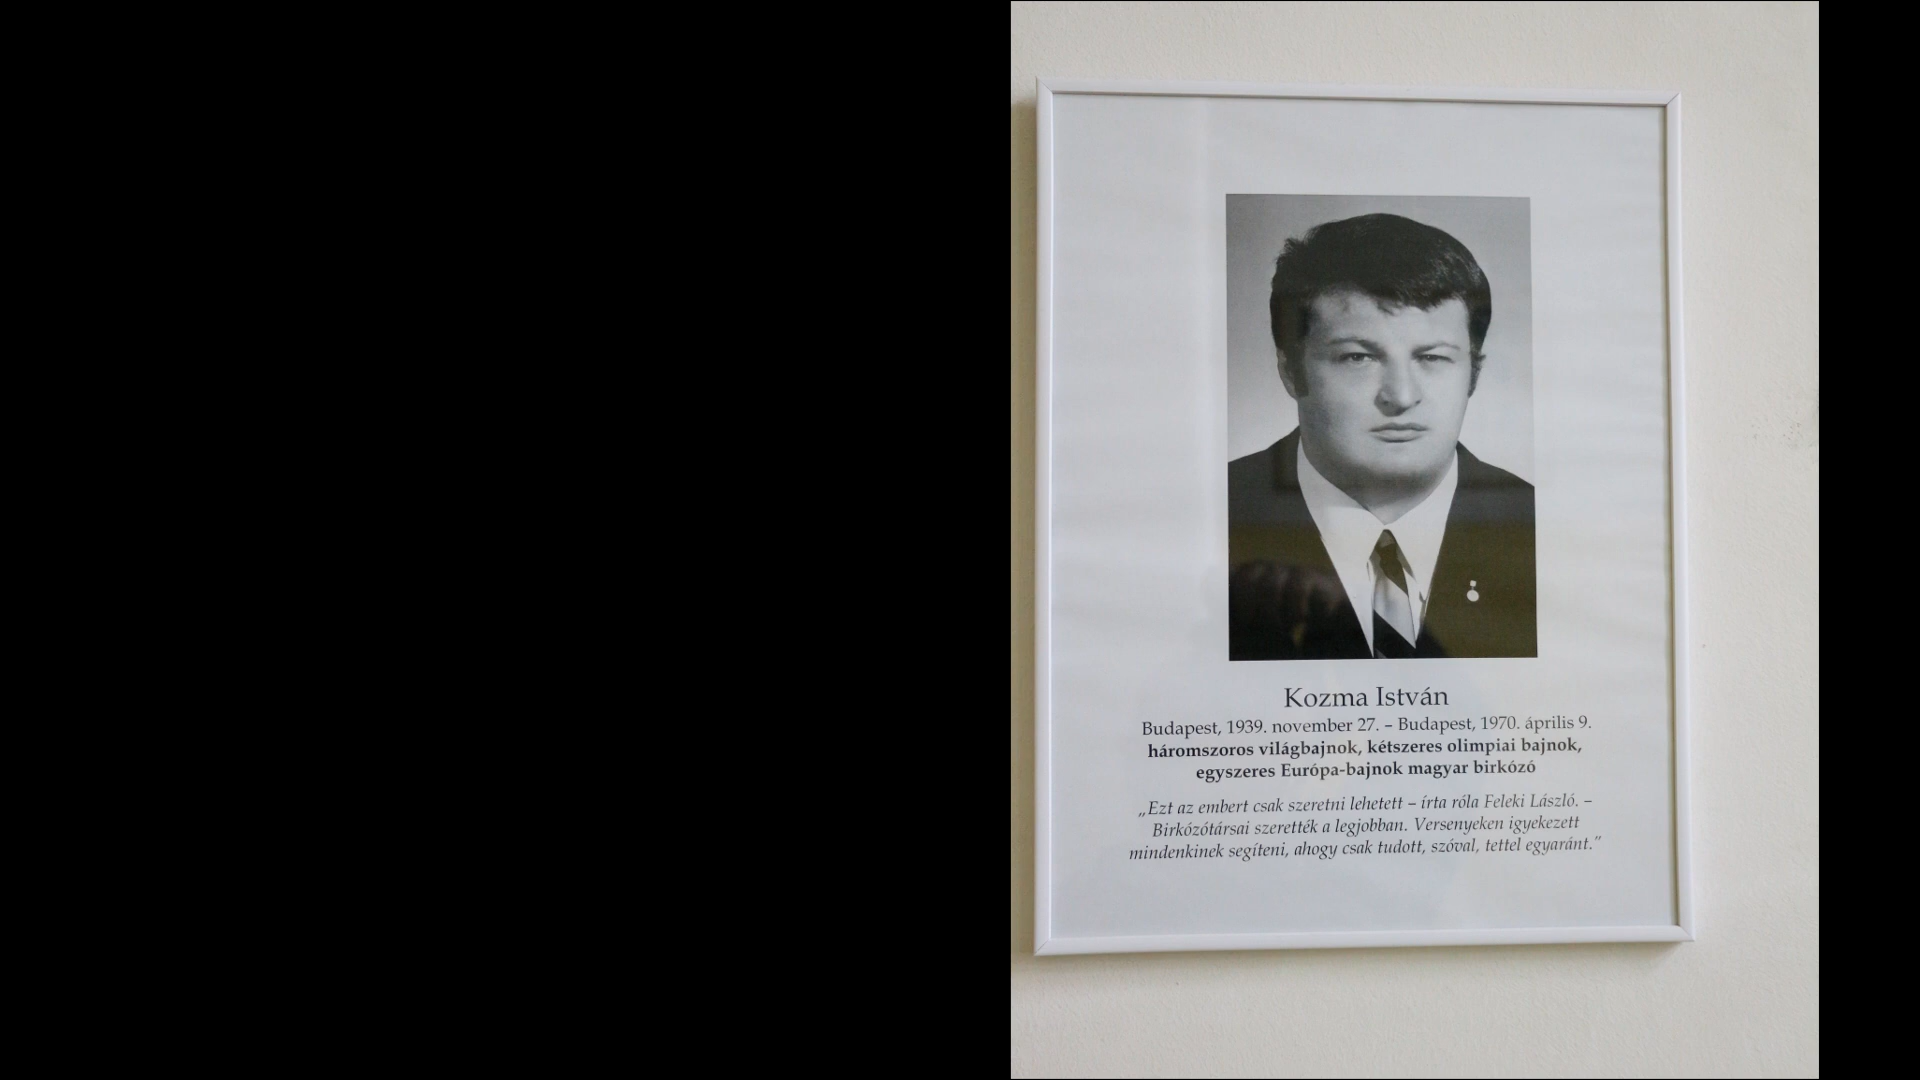 Kozma István
Budapest, 1939. november 27. – Budapest, 1970. április 9.
háromszoros világbajnok, kétszeres olimpiai bajnok,
egyszeres Európa-bajnok magyar birkózó
„Ezt az embert csak szeretni lehetett – írta róla Feleki László. –
Birkózótársai szerették a legjobban. Versenyeken igyekezett
mindenkinek segíteni, ahogy csak tudott, szóval, tettel egyaránt.”